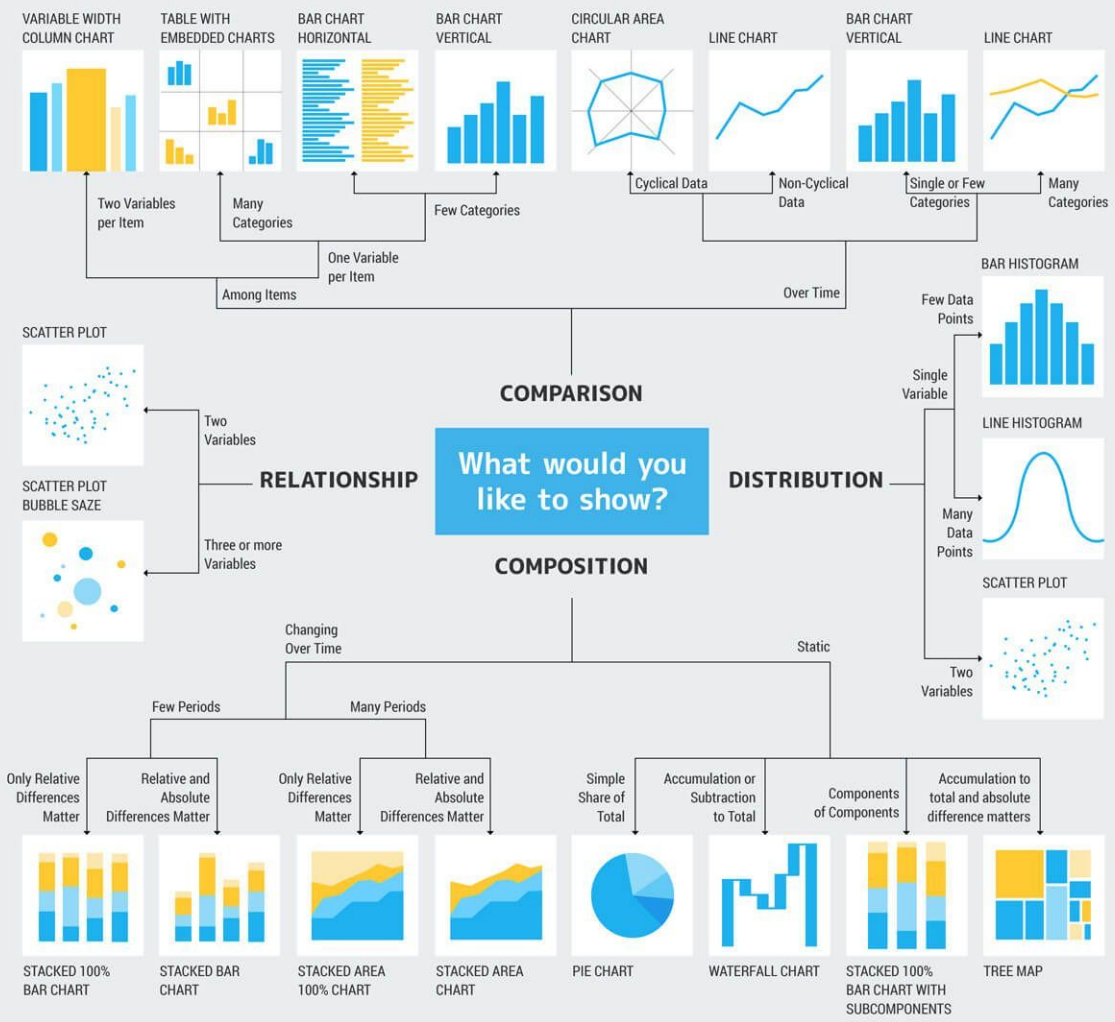 VARIABLE WIDTH
COLUMN CHART
TABLE WITH
EMBEDDED CHARTS
BAR CHART
HORIZONTAL
BAR CHART
VERTICAL
CIRCULAR AREA
CHART
LINE CHART
BAR CHART
VERTICAL
LINE CHART
Two Variables
per Item
Many
Categories
Few Categories
Cyclical Data
Non-Cyclical
Data
Single or Few
Categories
Many
Categories
One Variable
per Item
Among Items
Over Time
COMPARISON
What would you
like to show?
RELATIONSHIP
SCATTER PLOT
Two
Variables
SCATTER PLOT
BUBBLE SAZE
Three or more
Variables
DISTRIBUTION
BAR HISTOGRAM
Few Data
Points
Single
Variable
LINE HISTOGRAM
Many
Data
Points
SCATTER PLOT
Two
Variables
COMPOSITION
Changing
Over Time
Static
Few Periods
Many Periods
Only Relative
Differences
Matter
Relative and
Absolute
Differences Matter
Only Relative
Differences
Matter
Relative and
Absolute
Differences Matter
Simple
Share of
Total
Accumulation or
Subtraction
to Total
Components
of Components
Accumulation to
total and absolute
difference matters
STACKED 100%
BAR CHART
STACKED BAR
CHART
STACKED AREA
100% CHART
STACKED AREA
CHART
PIE CHART
WATERFALL CHART
STACKED 100%
BAR CHART WITH
SUBCOMPONENTS
TREE MAP